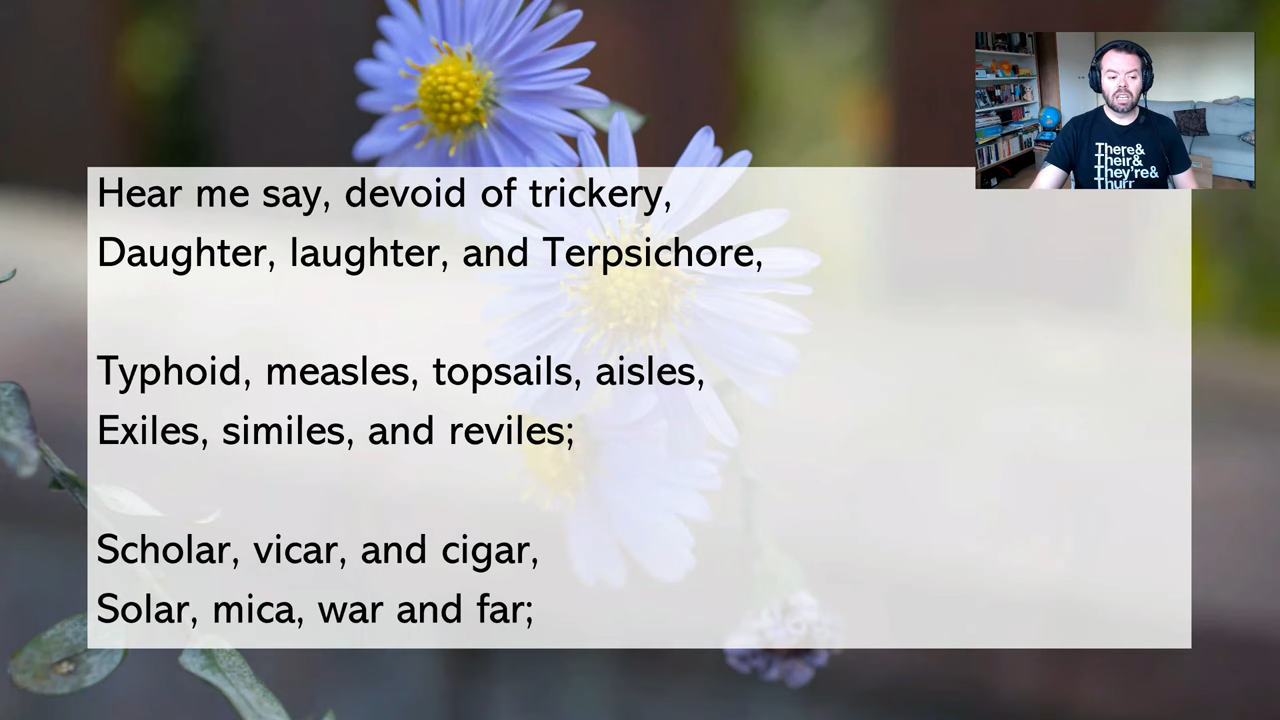 Hear me say, devoid of trickery,
Daughter, laughter, and Terpsichore,
Typhoid, measles, topsails, aisles,
Exiles, similes, and reviles;
Scholar, vicar, and cigar,
Solar, mica, war and far;
There&
Their&
They're&